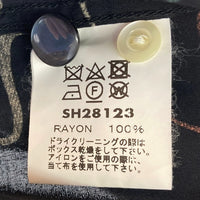 SH28123
RAYON 100%
ドライクリーニングの際は
ボックス乾燥をして下さい。
アイロンをご使用の際に、
当て布を使用して下さい。